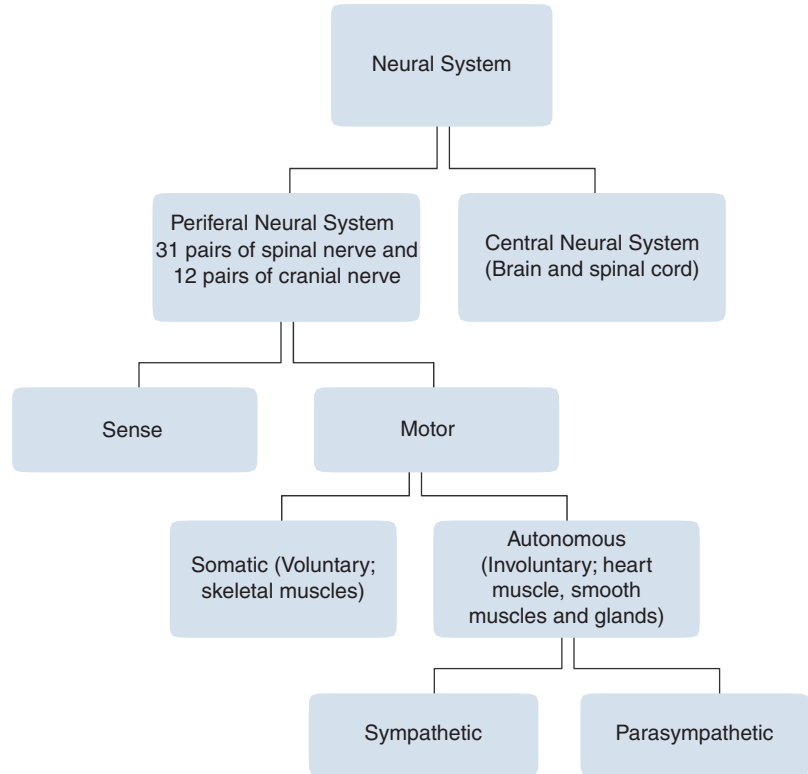 Neural System
Periferal Neural System
31 pairs of spinal nerve and
12 pairs of cranial nerve
Central Neural System
(Brain and spinal cord)
Sense
Motor
Somatic (Voluntary;
skeletal muscles)
Autonomous
(Involuntary; heart
muscle, smooth
muscles and glands)
Sympathetic
Parasympathetic